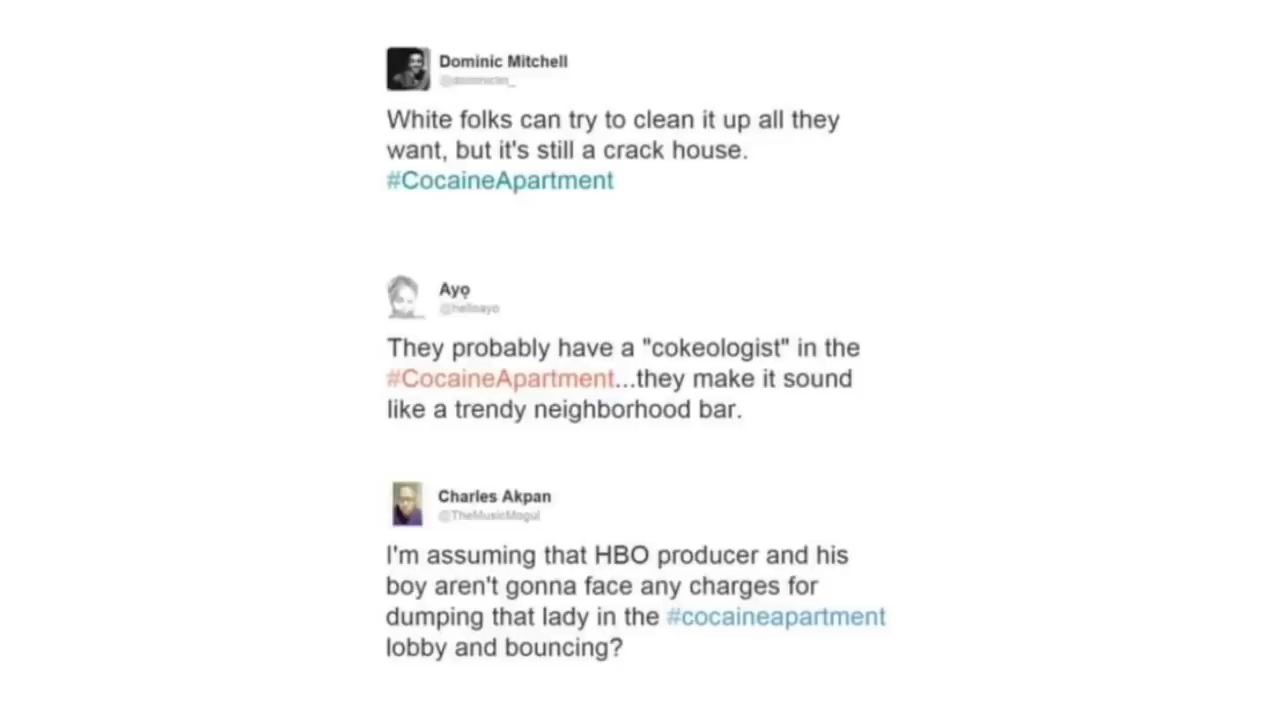 Dominic Mitchell
White folks can try to clean it up all they
want, but it's still a crack house.
#CocaineApartment
Ayọ
@helloayo
They probably have a "cokeologist" in the
#CocaineApartment...they make it sound
like a trendy neighborhood bar.
Charles Akpan
@TheMusicMogul
I'm assuming that HBO producer and his
boy aren't gonna face any charges for
dumping that lady in the #cocaineapartment
lobby and bouncing?